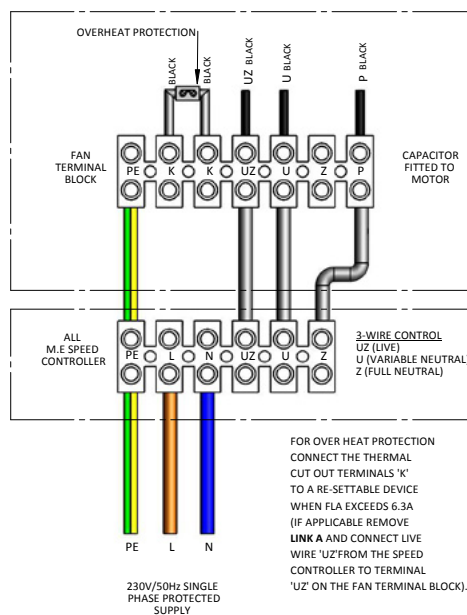 OVERHEAT PROTECTION
BLACK
BLACK
UZ BLACK
U BLACK
P BLACK
FAN
TERMINAL
BLOCK
PE K K UZ U Z P
CAPACITOR
FITTED TO
MOTOR
ALL
M.E SPEED
CONTROLLER
PE L N UZ U Z
3-WIRE CONTROL
UZ (LIVE)
U (VARIABLE NEUTRAL)
Z (FULL NEUTRAL)
FOR OVER HEAT PROTECTION
CONNECT THE THERMAL
CUT OUT TERMINALS 'K'
TO A RE-SETTABLE DEVICE
WHEN FLA EXCEEDS 6.3A
(IF APPLICABLE REMOVE
LINK A AND CONNECT LIVE
WIRE 'UZ'FROM THE SPEED
CONTROLLER TO TERMINAL
'UZ' ON THE FAN TERMINAL BLOCK).
PE L N
230V/50Hz SINGLE
PHASE PROTECTED
SUPPLY